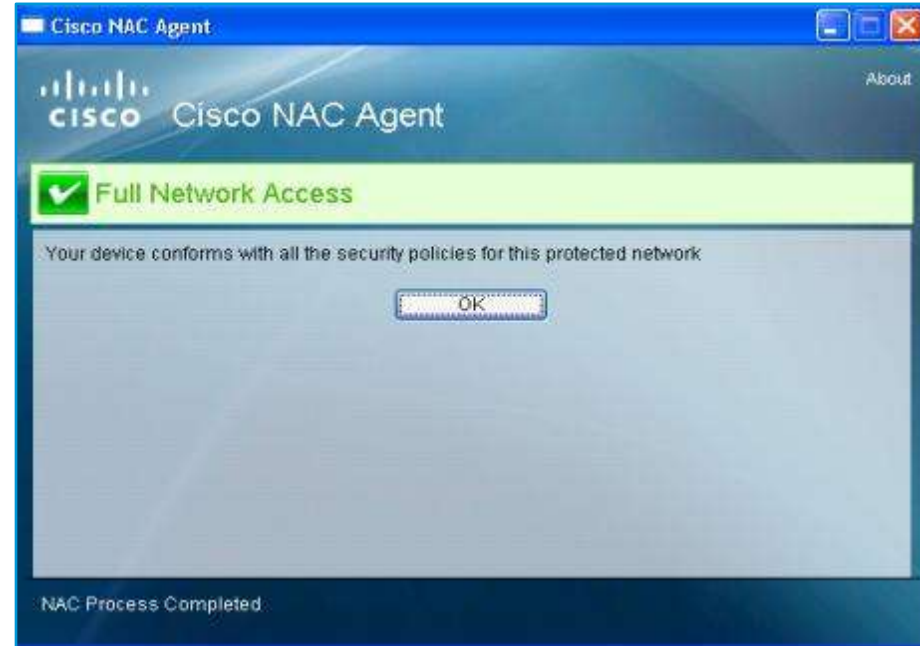 Cisco NAC Agent
About
CISCO Cisco NAC Agent
Full Network Access
Your device conforms with all the security policies for this protected network
OK
NAC Process Completed